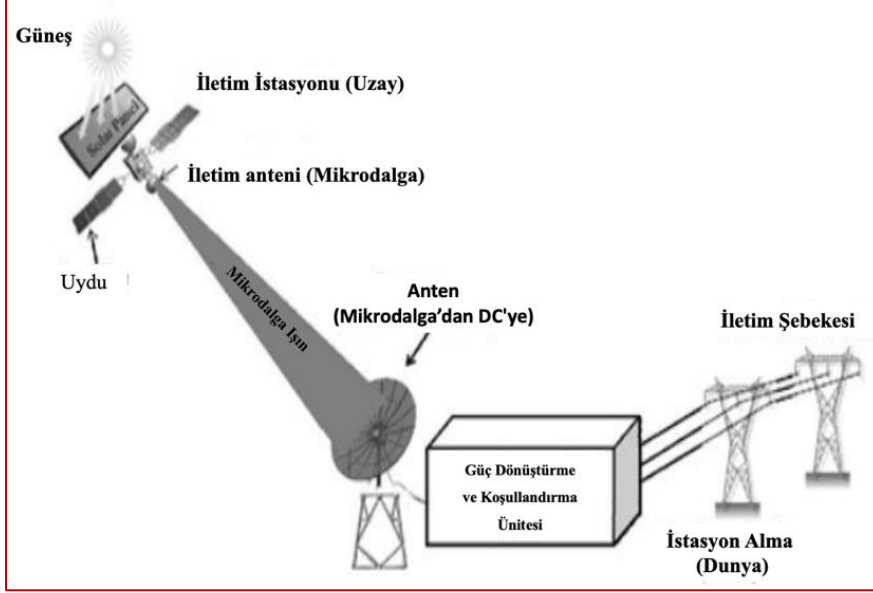 Güneş
İletim İstasyonu (Uzay)
Solar Panel
İletim anteni (Mikrodalga)
Uydu
Mikrodalga Işın
Anten
(Mikrodalga’dan DC'ye)
İletim Şebekesi
Güç Dönüştürme
ve Koşullandırma
Ünitesi
İstasyon Alma
(Dunya)